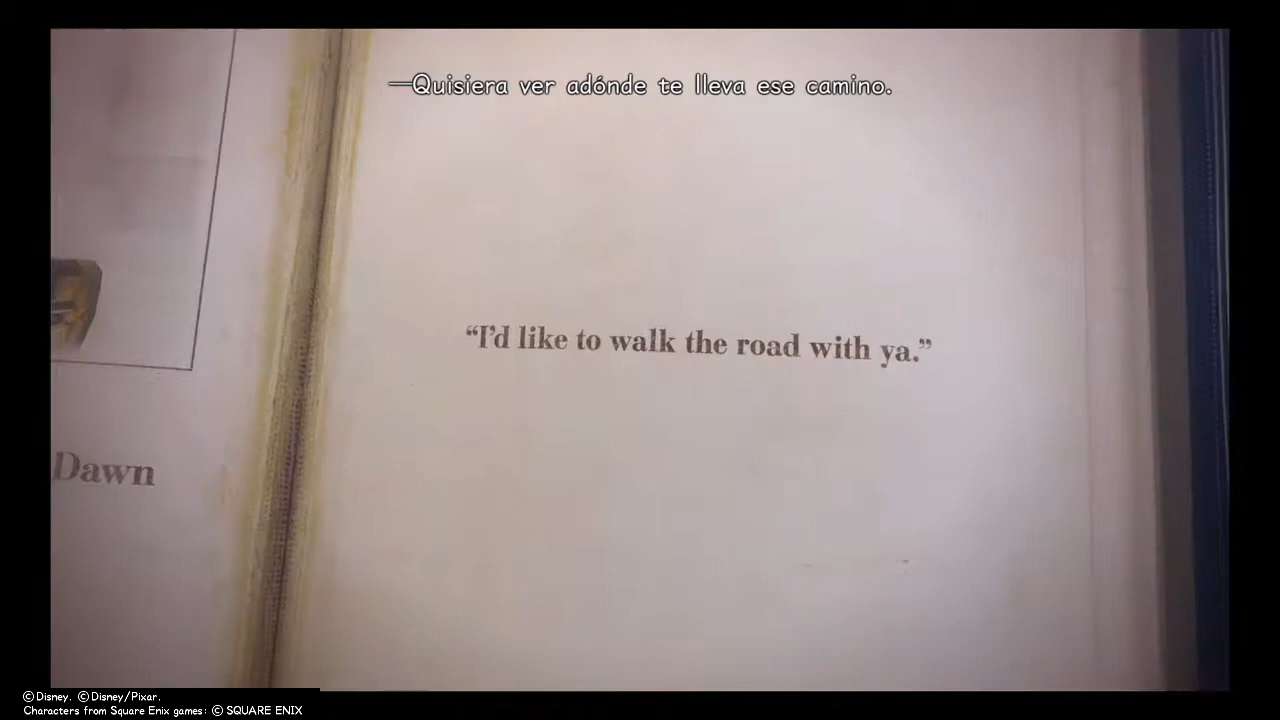 —Quisiera ver adónde te lleva ese camino.
“I’d like to walk the road with ya.”
Dawn
©Disney. ©Disney/Pixar.
Characters from Square Enix games: © SQUARE ENIX